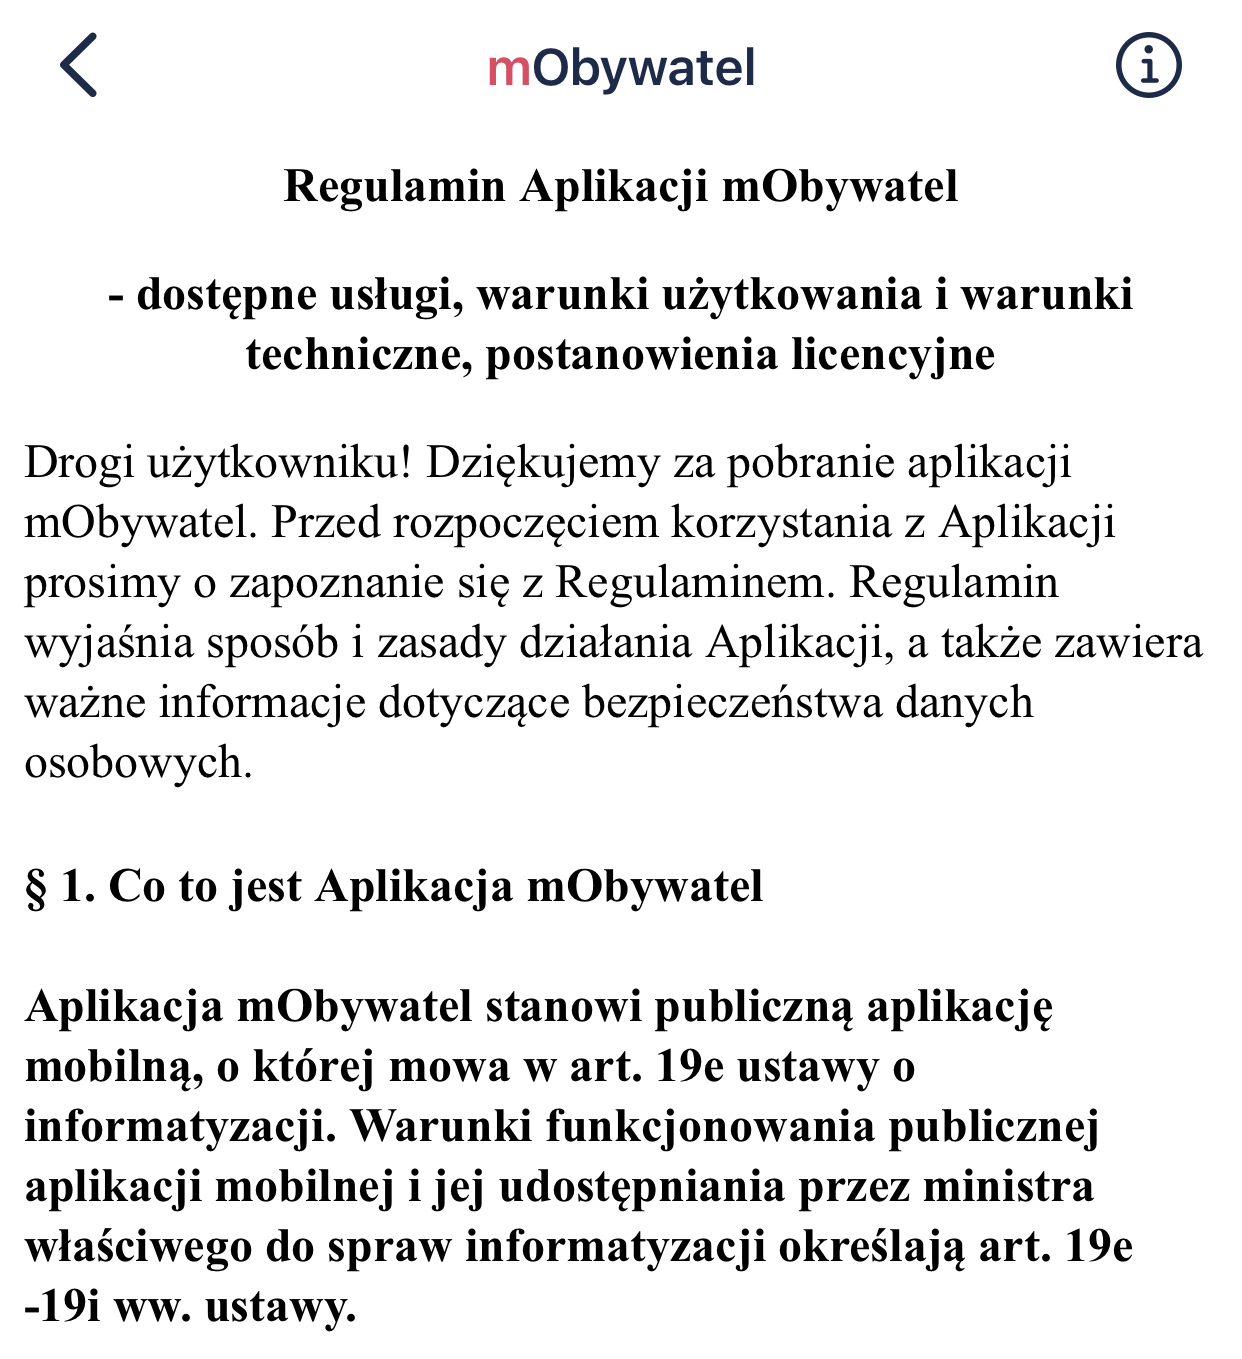 mObywatel
Regulamin Aplikacji mObywatel
- dostępne usługi, warunki użytkowania i warunki
techniczne, postanowienia licencyjne
Drogi użytkowniku! Dziękujemy za pobranie aplikacji
mObywatel. Przed rozpoczęciem korzystania z Aplikacji
prosimy o zapoznanie się z Regulaminem. Regulamin
wyjaśnia sposób i zasady działania Aplikacji, a także zawiera
ważne informacje dotyczące bezpieczeństwa danych
osobowych.
§ 1. Co to jest Aplikacja mObywatel
Aplikacja mObywatel stanowi publiczną aplikację
mobilną, o której mowa w art. 19e ustawy o
informatyzacji. Warunki funkcjonowania publicznej
aplikacji mobilnej i jej udostępniania przez ministra
właściwego do spraw informatyzacji określają art. 19e
-19i ww. ustawy.